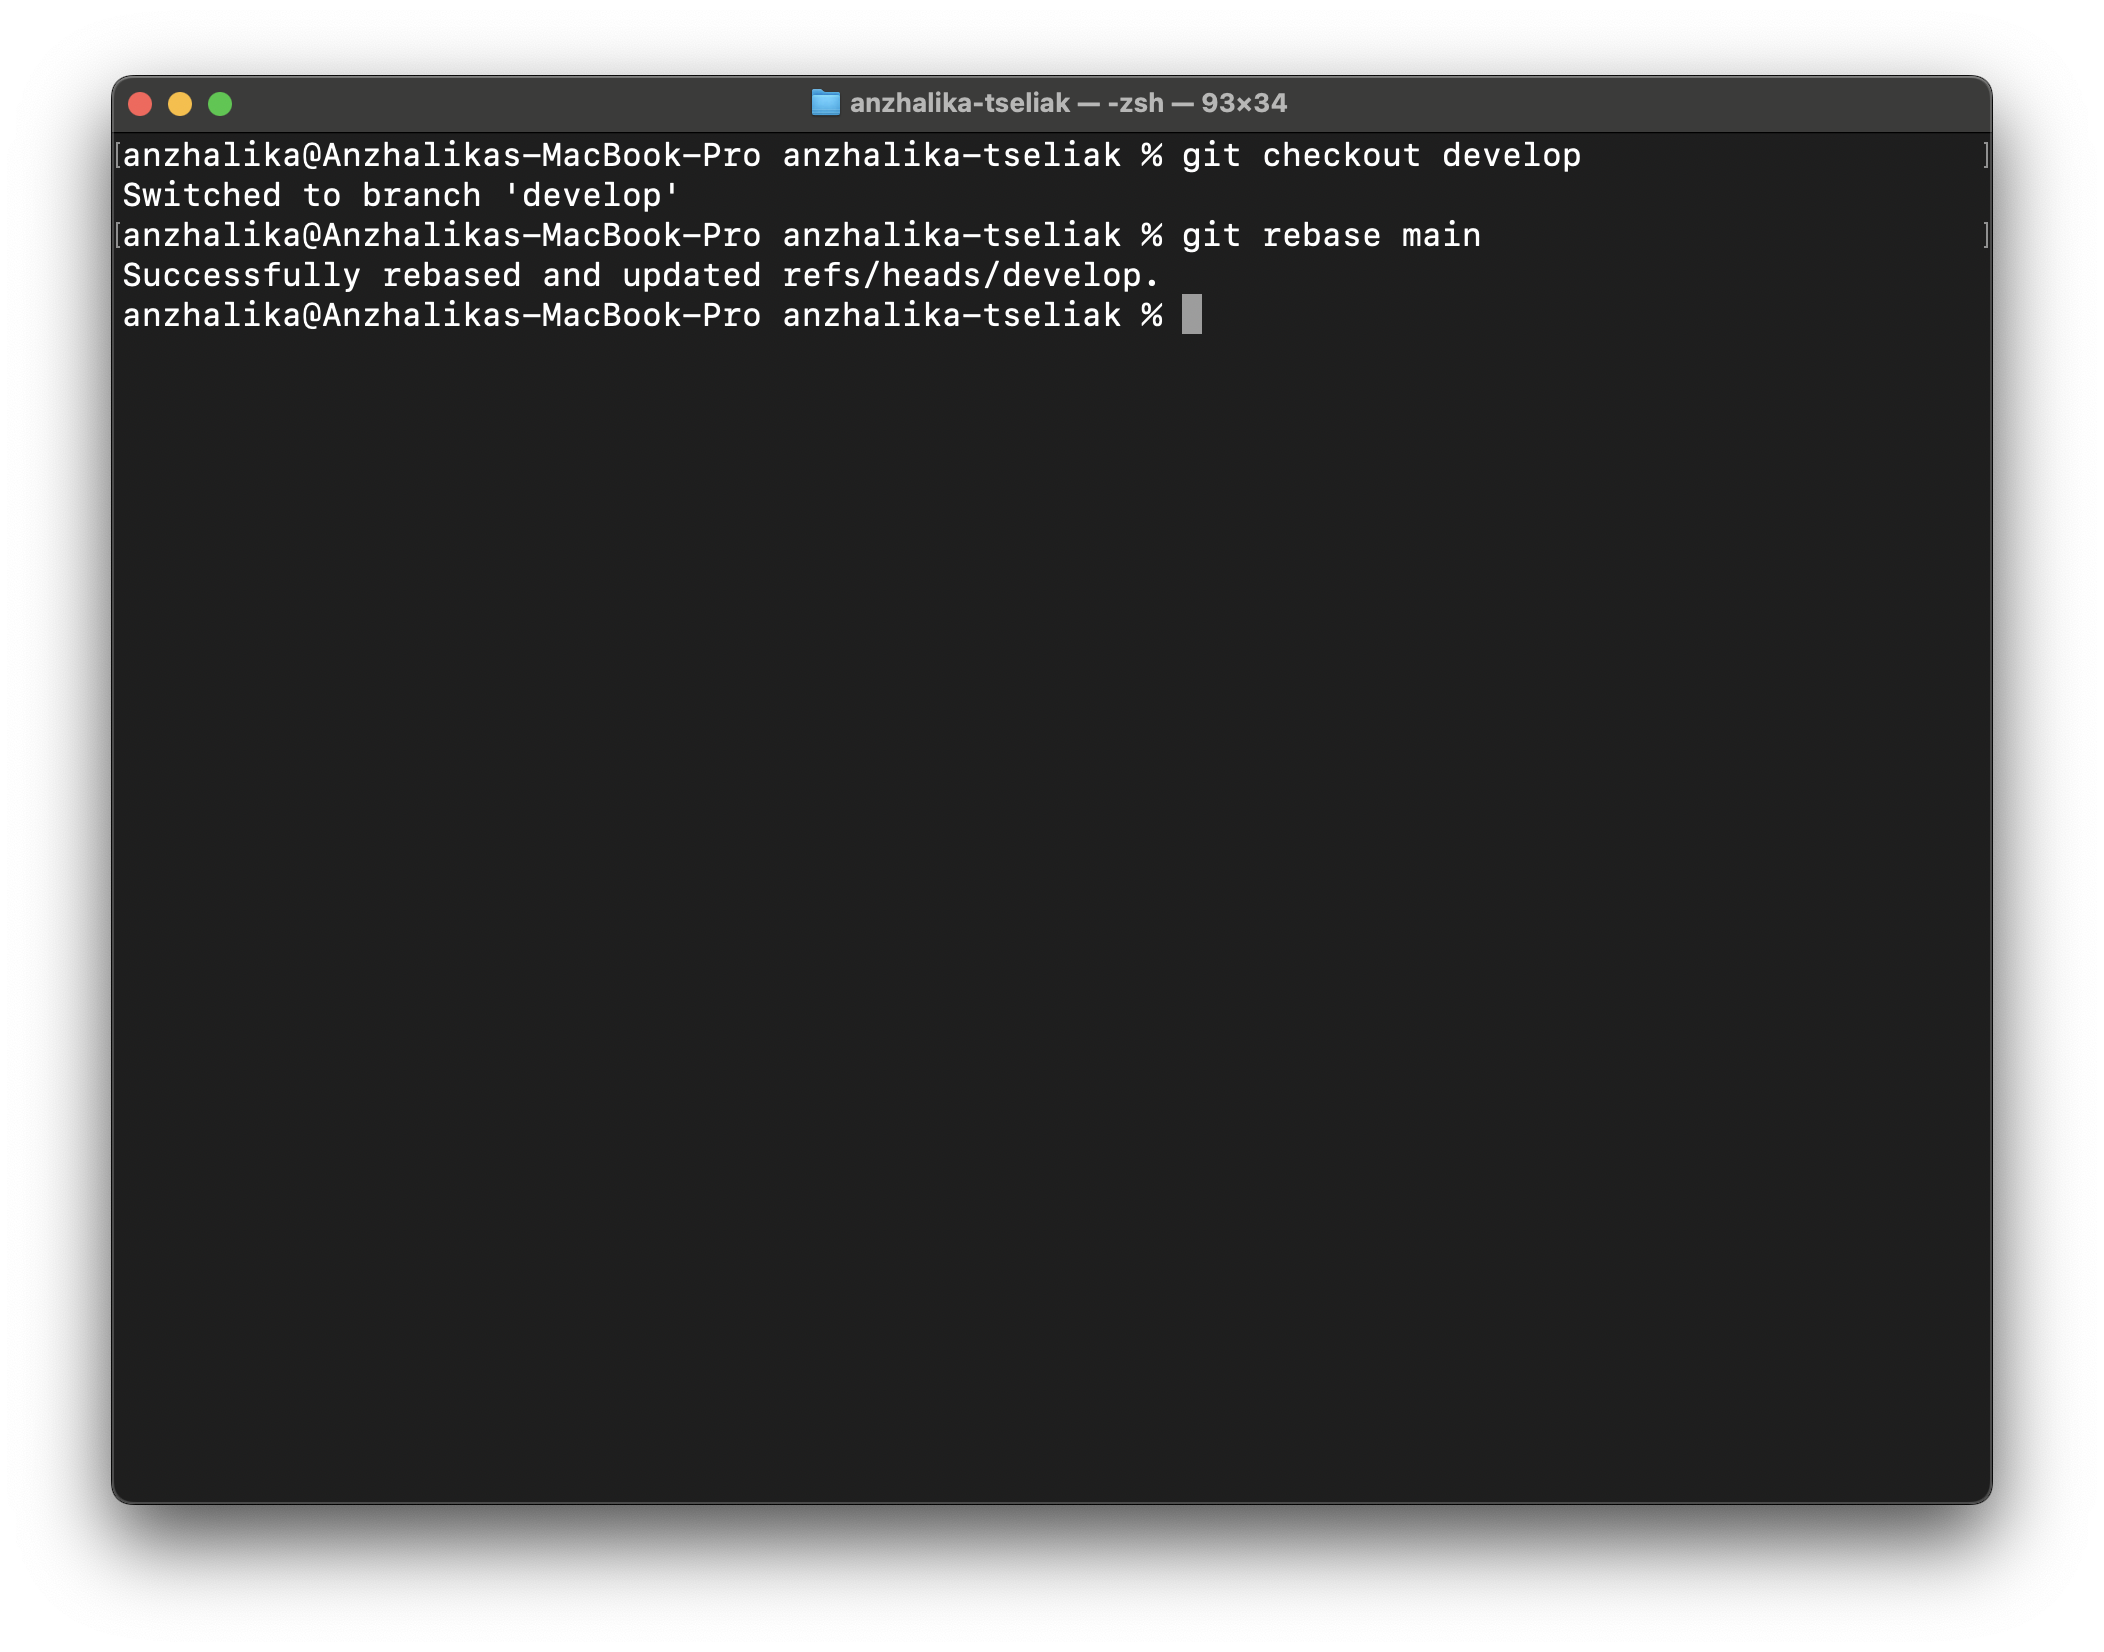 anzhalika-tseliak — -zsh — 93×34
[anzhalika@Anzhalikas-MacBook-Pro anzhalika-tseliak % git checkout develop ]
Switched to branch 'develop'
[anzhalika@Anzhalikas-MacBook-Pro anzhalika-tseliak % git rebase main ]
Successfully rebased and updated refs/heads/develop.
anzhalika@Anzhalikas-MacBook-Pro anzhalika-tseliak %